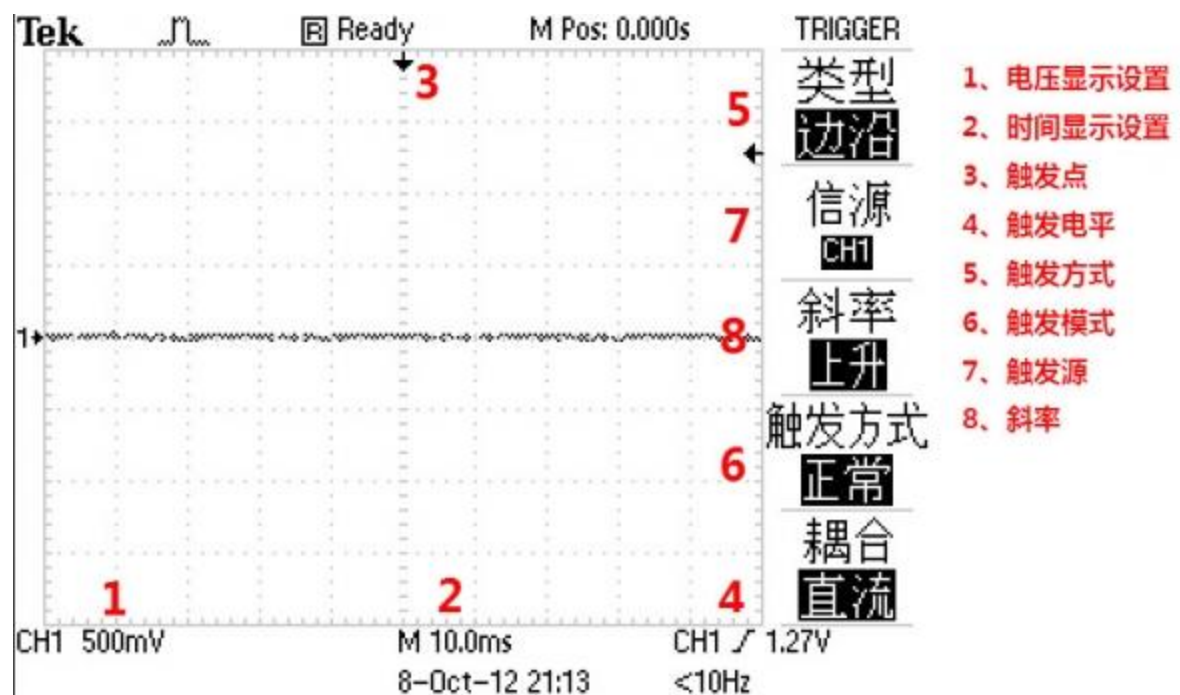 Tek R Ready M Pos: 0.000s TRIGGER
3
5
7
8
6
1 2 4
1
类型
边沿
信源
CH1
斜率
上升
触发方式
正常
耦合
直流
1、电压显示设置
2、时间显示设置
3、触发点
4、触发电平
5、触发方式
6、触发模式
7、触发源
8、斜率
CH1 500mV M 10.0ms CH1 1.27V
8-Oct-12 21:13 <10Hz